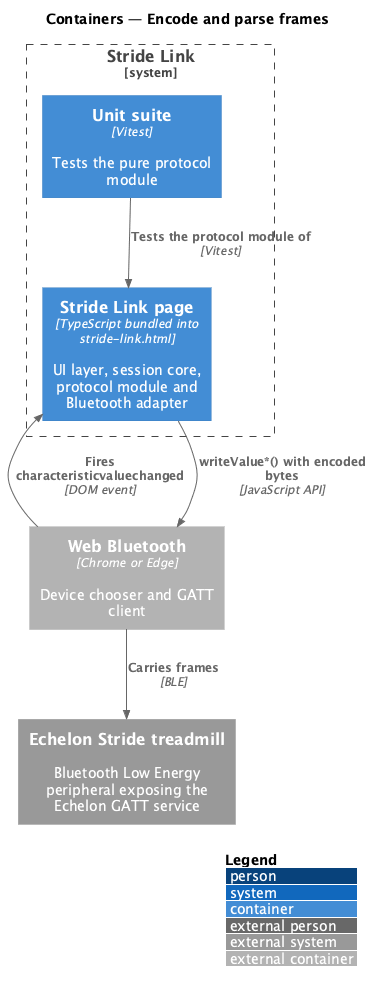 Containers — Encode and parse frames
Stride Link
[system]
Unit suite
[Vitest]
Tests the pure protocol
module
Tests the protocol module of
[Vitest]
Stride Link page
[TypeScript bundled into
stride-link.html]
UI layer, session core,
protocol module and
Bluetooth adapter
Fires
characteristicvaluechanged
[DOM event]
writeValue*() with encoded
bytes
[JavaScript API]
Web Bluetooth
[Chrome or Edge]
Device chooser and GATT
client
Carries frames
[BLE]
Echelon Stride treadmill
Bluetooth Low Energy
peripheral exposing the
Echelon GATT service
Legend
person
system
container
external person
external system
external container